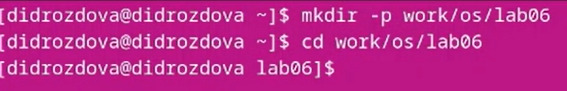 [didrozdova@didrozdova ~]$ mkdir -p work/os/lab06
[didrozdova@didrozdova ~]$ cd work/os/lab06
[didrozdova@didrozdova lab06]$